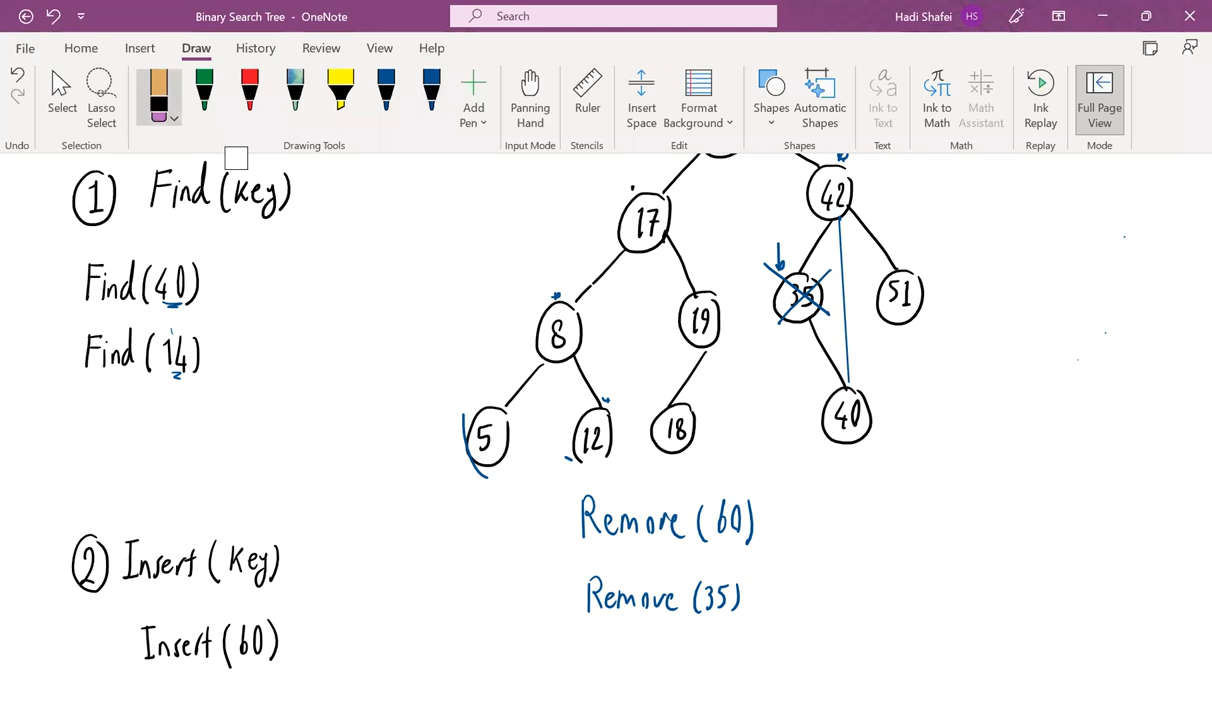 Binary Search Tree - OneNote
Search
Hadi Shafei HS
File Home Insert Draw History Review View Help
Select
Lasso Select
Add Pen
Panning Hand
Ruler
Insert Space
Format Background
Shapes
Automatic Shapes
Ink to Text
Ink to Math
Math Assistant
Ink Replay
Full Page View
Undo Selection Drawing Tools Input Mode Stencils Edit Shapes Text Math Replay Mode
1 Find(Key)
Find(40)
Find(14)
42
17
35 51
8 19
40
5 12 18
Remove(60)
2 Insert(Key)
Remove(35)
Insert(60)